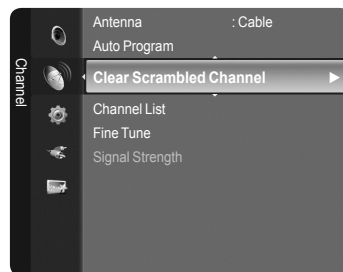 Channel
Antenna : Cable
Auto Program
Clear Scrambled Channel
Channel List
Fine Tune
Signal Strength